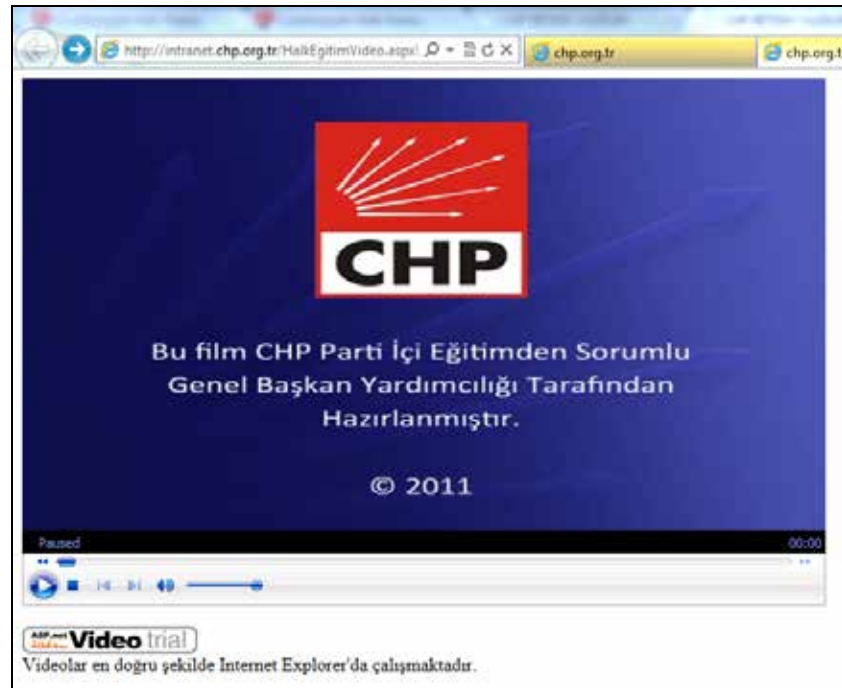 http://intranet.chp.org.tr/HalkEgitimVideo.aspx
chp.org.tr
chp.org.t
CHP
Bu film CHP Parti İçi Eğitimden Sorumlu
Genel Başkan Yardımcılığı Tarafından
Hazırlanmıştır.
© 2011
Paused
00:00
ASP.net
Video trial
Videolar en doğru şekilde Internet Explorer'da çalışmaktadır.